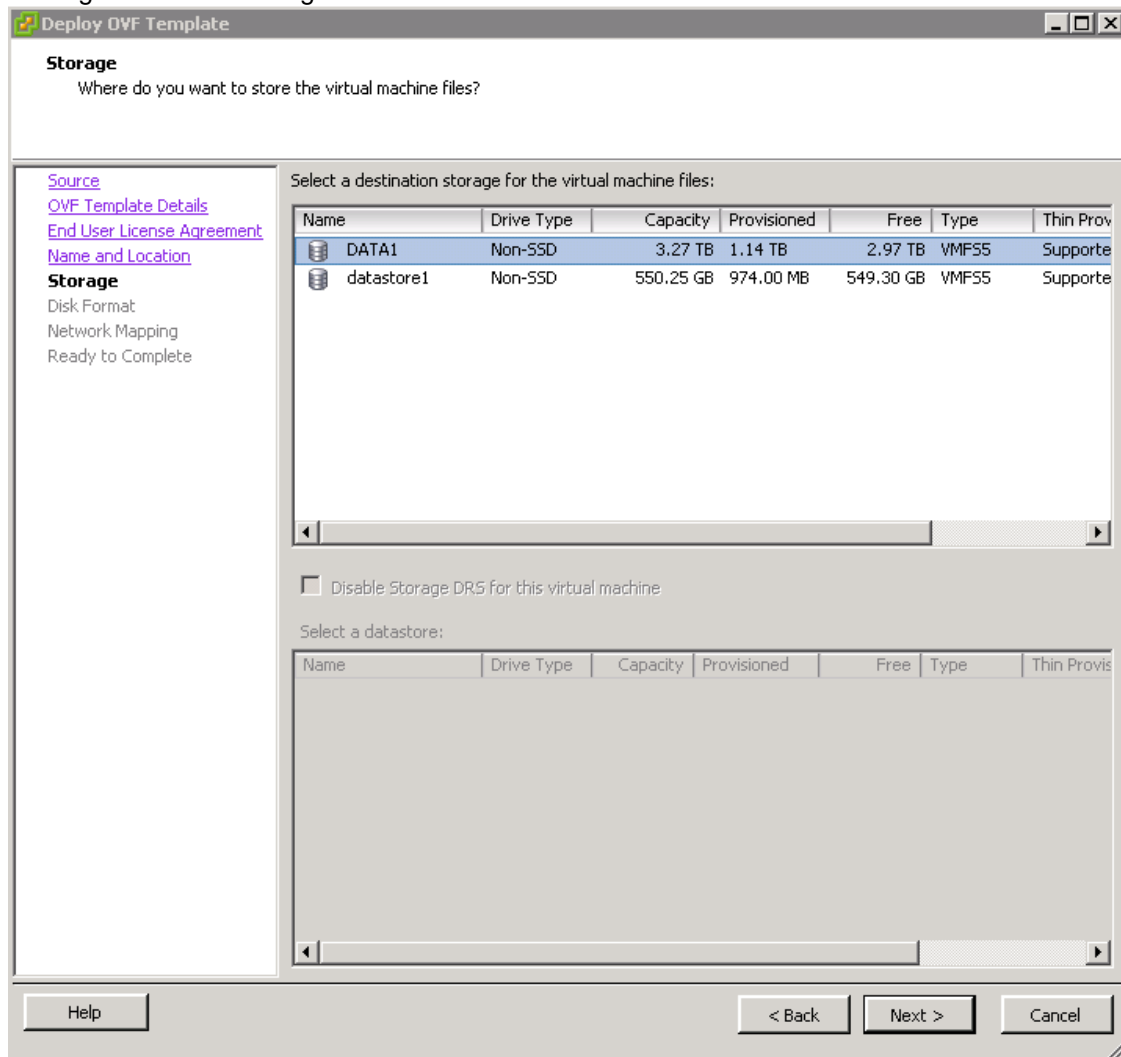 Deploy OVF Template
Storage
Where do you want to store the virtual machine files?
Source
OVF Template Details
End User License Agreement
Name and Location
Storage
Disk Format
Network Mapping
Ready to Complete
Select a destination storage for the virtual machine files:
Name Drive Type Capacity Provisioned Free Type Thin Prov
DATA1 Non-SSD 3.27 TB 1.14 TB 2.97 TB VMFS5 Supporte
datastore1 Non-SSD 550.25 GB 974.00 MB 549.30 GB VMFS5 Supporte
Disable Storage DRS for this virtual machine
Select a datastore:
Name Drive Type Capacity Provisioned Free Type Thin Provis
Help < Back Next > Cancel